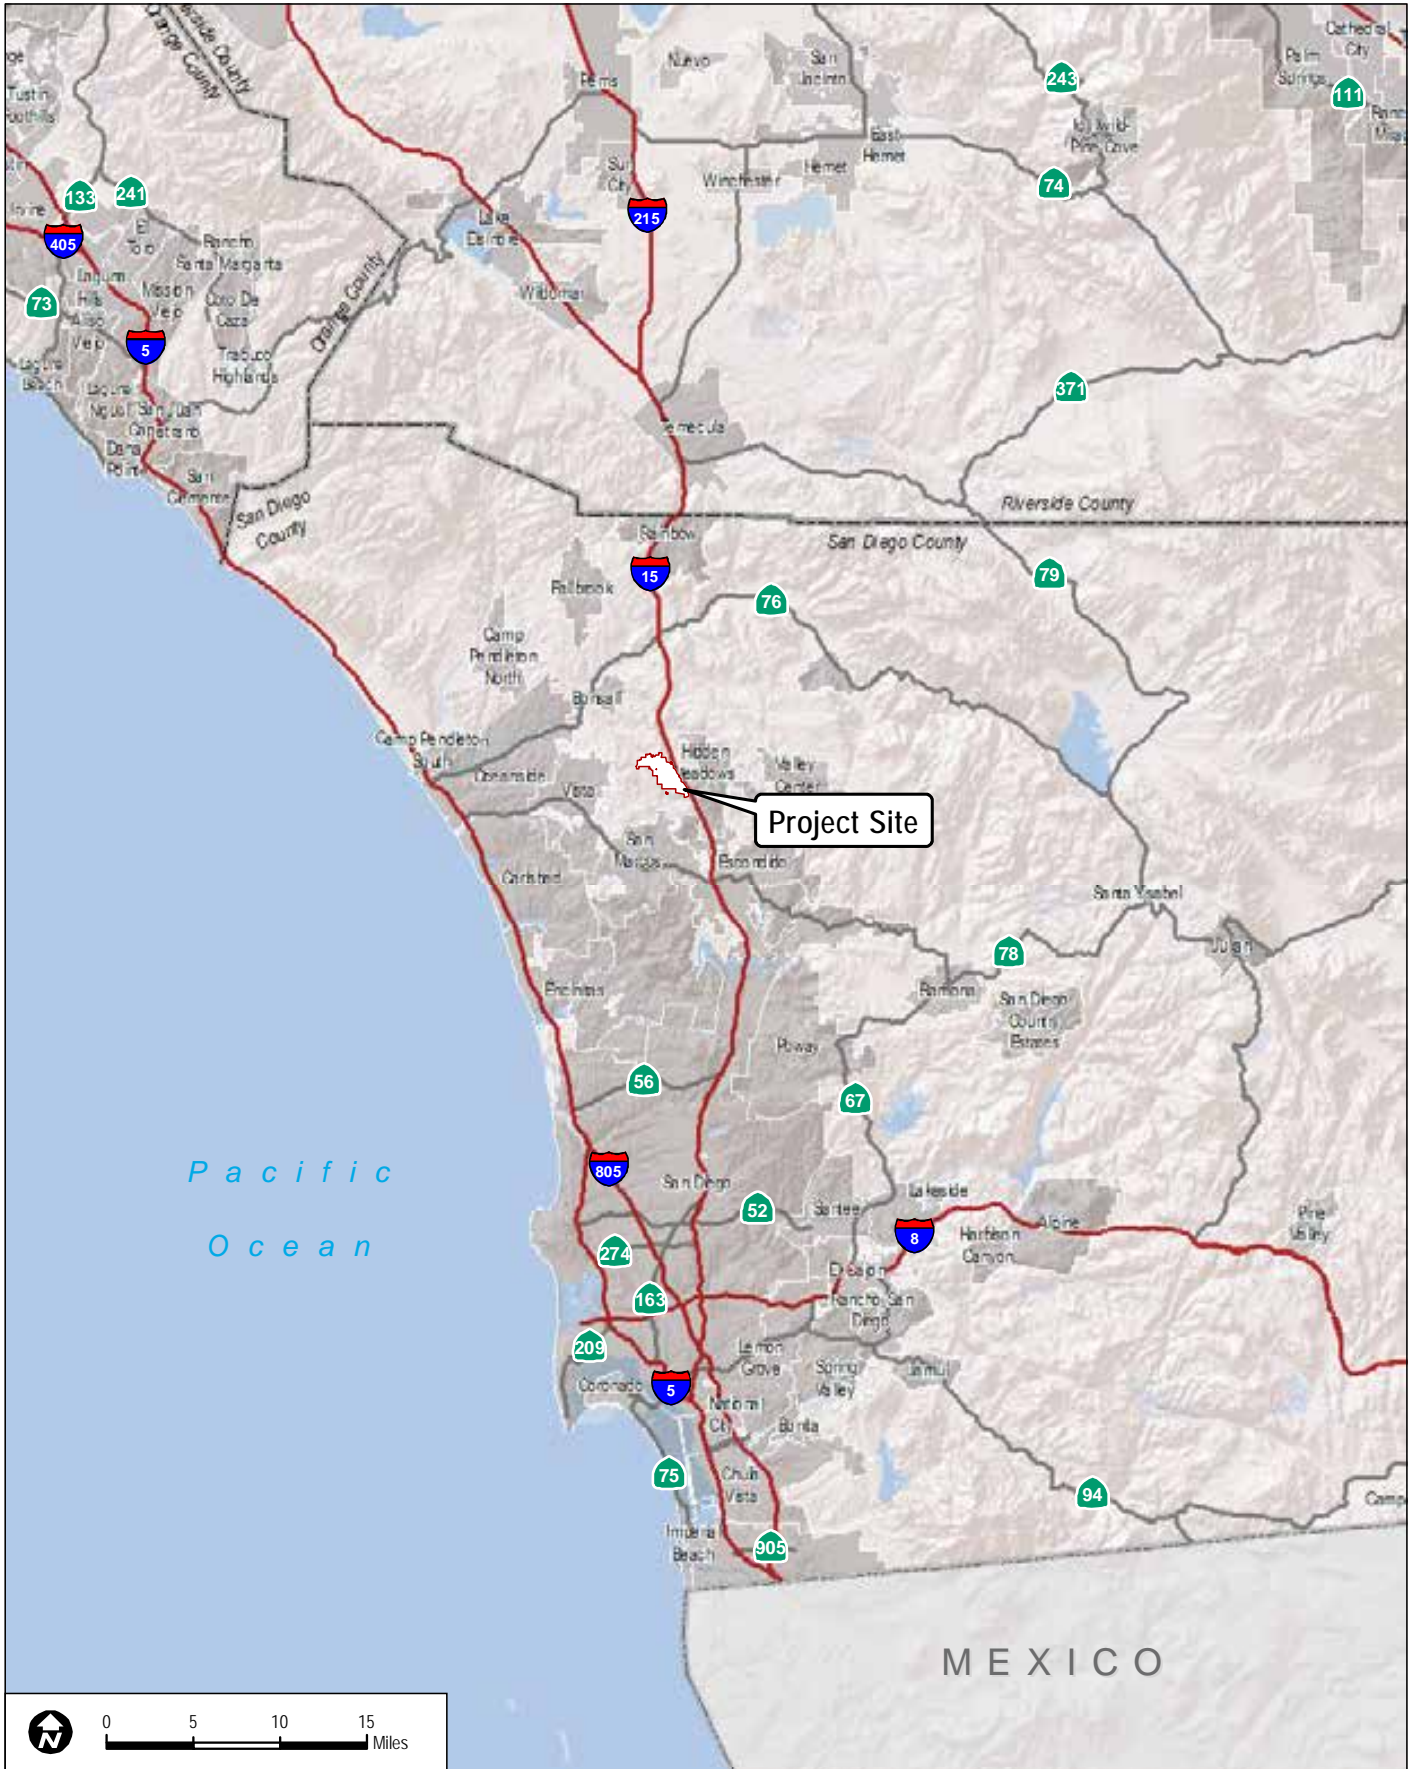 Riverside County
Orange County
Perris
Nuevo
San
Jacinto
243
Cathedral
City
Palm
Springs
111
Tustin
Foothills
East
Hemet
Hemet
Idyllwild-
Pine Cove
Sun
City
Winchester
74
133
241
Irvine
405
215
El
Toro
Lake
Elsinore
Rancho
Santa Margarita
73
Laguna
Hills
Mission
Viejo
Coto De
Caza
Aliso
Viejo
Wildomar
Orange County
5
Trabuco
Highlands
Laguna
Beach
371
Laguna
Niguel
San Juan
Capistrano
Temecula
Dana
Point
San
Clemente
San Diego
County
Riverside County
San Diego County
Rainbow
15
79
Fallbrook
76
Camp
Pendleton
North
Bonsall
Camp Pendleton
South
Hidden
Meadows
Valley
Center
Oceanside
Vista
Project Site
San
Marcos
Escondido
Carlsbad
Santa Ysabel
78
Julian
Encinitas
Ramona
San Diego
Country
Estates
Poway
56
67
Pacific
Ocean
805
San Diego
52
Santee
Lakeside
8
Harbison
Canyon
Alpine
Pine
Valley
274
El Cajon
163
Rancho San
Diego
209
Lemon
Grove
Spring
Valley
Jamul
Coronado
5
National
City
Bonita
75
Chula
Vista
94
Imperial
Beach
905
MEXICO
N
0 5 10 15
Miles